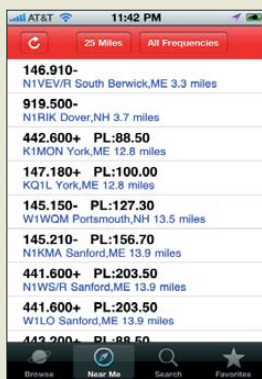 AT&T 11:42 PM
25 Miles All Frequencies
146.910-
N1VEV/R South Berwick,ME 3.3 miles
919.500-
N1RIK Dover,NH 3.7 miles
442.600+ PL:88.50
K1MON York,ME 12.8 miles
147.180+ PL:100.00
KQ1L York,ME 12.8 miles
145.150- PL:127.30
W1WQM Portsmouth,NH 13.5 miles
145.210- PL:156.70
N1KMA Sanford,ME 13.9 miles
441.600+ PL:203.50
N1WS/R Sanford,ME 13.9 miles
441.600+ PL:203.50
W1LO Sanford,ME 13.9 miles
443.200+ PL:88.50
Browse Near Me Search Favorites